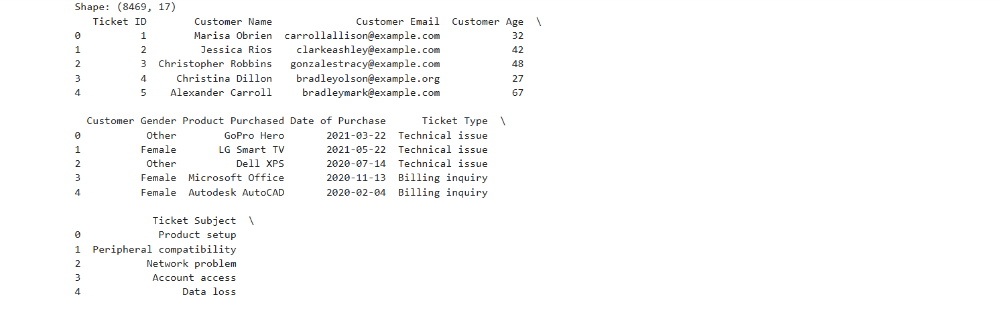 Shape: (8469, 17)
   Ticket ID        Customer Name              Customer Email  Customer Age  \
0          1        Marisa Obrien  carrollallison@example.com            32
1          2         Jessica Rios    clarkeashley@example.com            42
2          3  Christopher Robbins   gonzalestracy@example.com            48
3          4     Christina Dillon    bradleyolson@example.org            27
4          5    Alexander Carroll     bradleymark@example.com            67

  Customer Gender Product Purchased Date of Purchase      Ticket Type  \
0           Other        GoPro Hero       2021-03-22  Technical issue
1          Female       LG Smart TV       2021-05-22  Technical issue
2           Other          Dell XPS       2020-07-14  Technical issue
3          Female  Microsoft Office       2020-11-13  Billing inquiry
4          Female  Autodesk AutoCAD       2020-02-04  Billing inquiry

             Ticket Subject  \
0             Product setup
1  Peripheral compatibility
2           Network problem
3            Account access
4                 Data loss